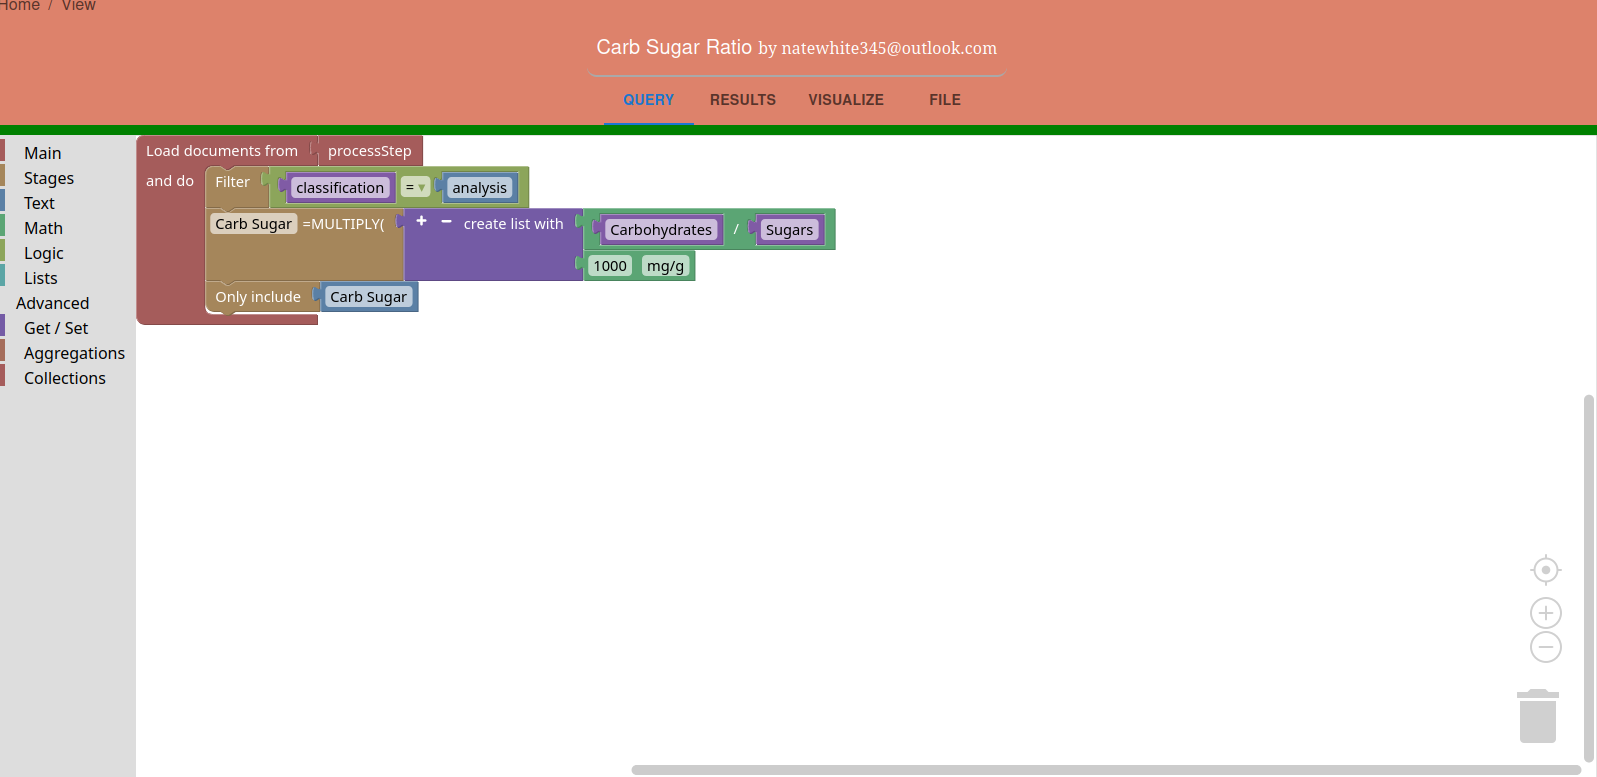 Home / View
Carb Sugar Ratio by natewhite345@outlook.com
QUERY RESULTS VISUALIZE FILE
Main
Stages
Text
Math
Logic
Lists
Advanced
Get / Set
Aggregations
Collections
Load documents from processStep
and do Filter classification = analysis
Carb Sugar =MULTIPLY( + - create list with Carbohydrates / Sugars
1000 mg/g
Only include Carb Sugar